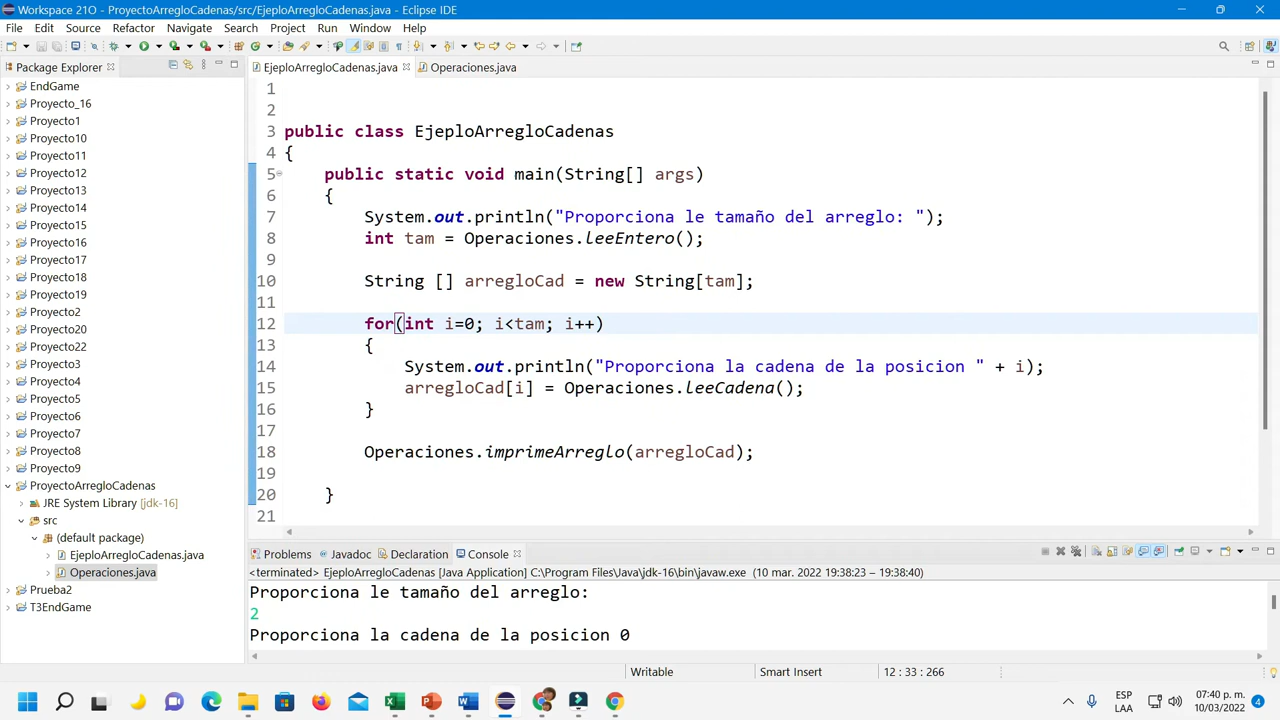 Workspace 21O - ProyectoArregloCadenas/src/EjeploArregloCadenas.java - Eclipse IDE
File Edit Source Refactor Navigate Search Project Run Window Help
Package Explorer
EndGame
Proyecto_16
Proyecto1
Proyecto10
Proyecto11
Proyecto12
Proyecto13
Proyecto14
Proyecto15
Proyecto16
Proyecto17
Proyecto18
Proyecto19
Proyecto2
Proyecto20
Proyecto22
Proyecto3
Proyecto4
Proyecto5
Proyecto6
Proyecto7
Proyecto8
Proyecto9
ProyectoArregloCadenas
JRE System Library [jdk-16]
src
(default package)
EjeploArregloCadenas.java
Operaciones.java
Prueba2
T3EndGame
EjeploArregloCadenas.java Operaciones.java
1
2
3 public class EjeploArregloCadenas
4 {
5 public static void main(String[] args)
6 {
7 System.out.println("Proporciona le tamaño del arreglo: ");
8 int tam = Operaciones.leeEntero();
9
10 String [] arregloCad = new String[tam];
11
12 for(int i=0; i<tam; i++)
13 {
14 System.out.println("Proporciona la cadena de la posicion " + i);
15 arregloCad[i] = Operaciones.leeCadena();
16 }
17
18 Operaciones.imprimeArreglo(arregloCad);
19
20 }
21
Problems Javadoc Declaration Console
<terminated> EjeploArregloCadenas [Java Application] C:\Program Files\Java\jdk-16\bin\javaw.exe (10 mar. 2022 19:38:23 – 19:38:40)
Proporciona le tamaño del arreglo:
2
Proporciona la cadena de la posicion 0
Writable Smart Insert 12 : 33 : 266
ESP
LAA
07:40 p. m.
10/03/2022
4